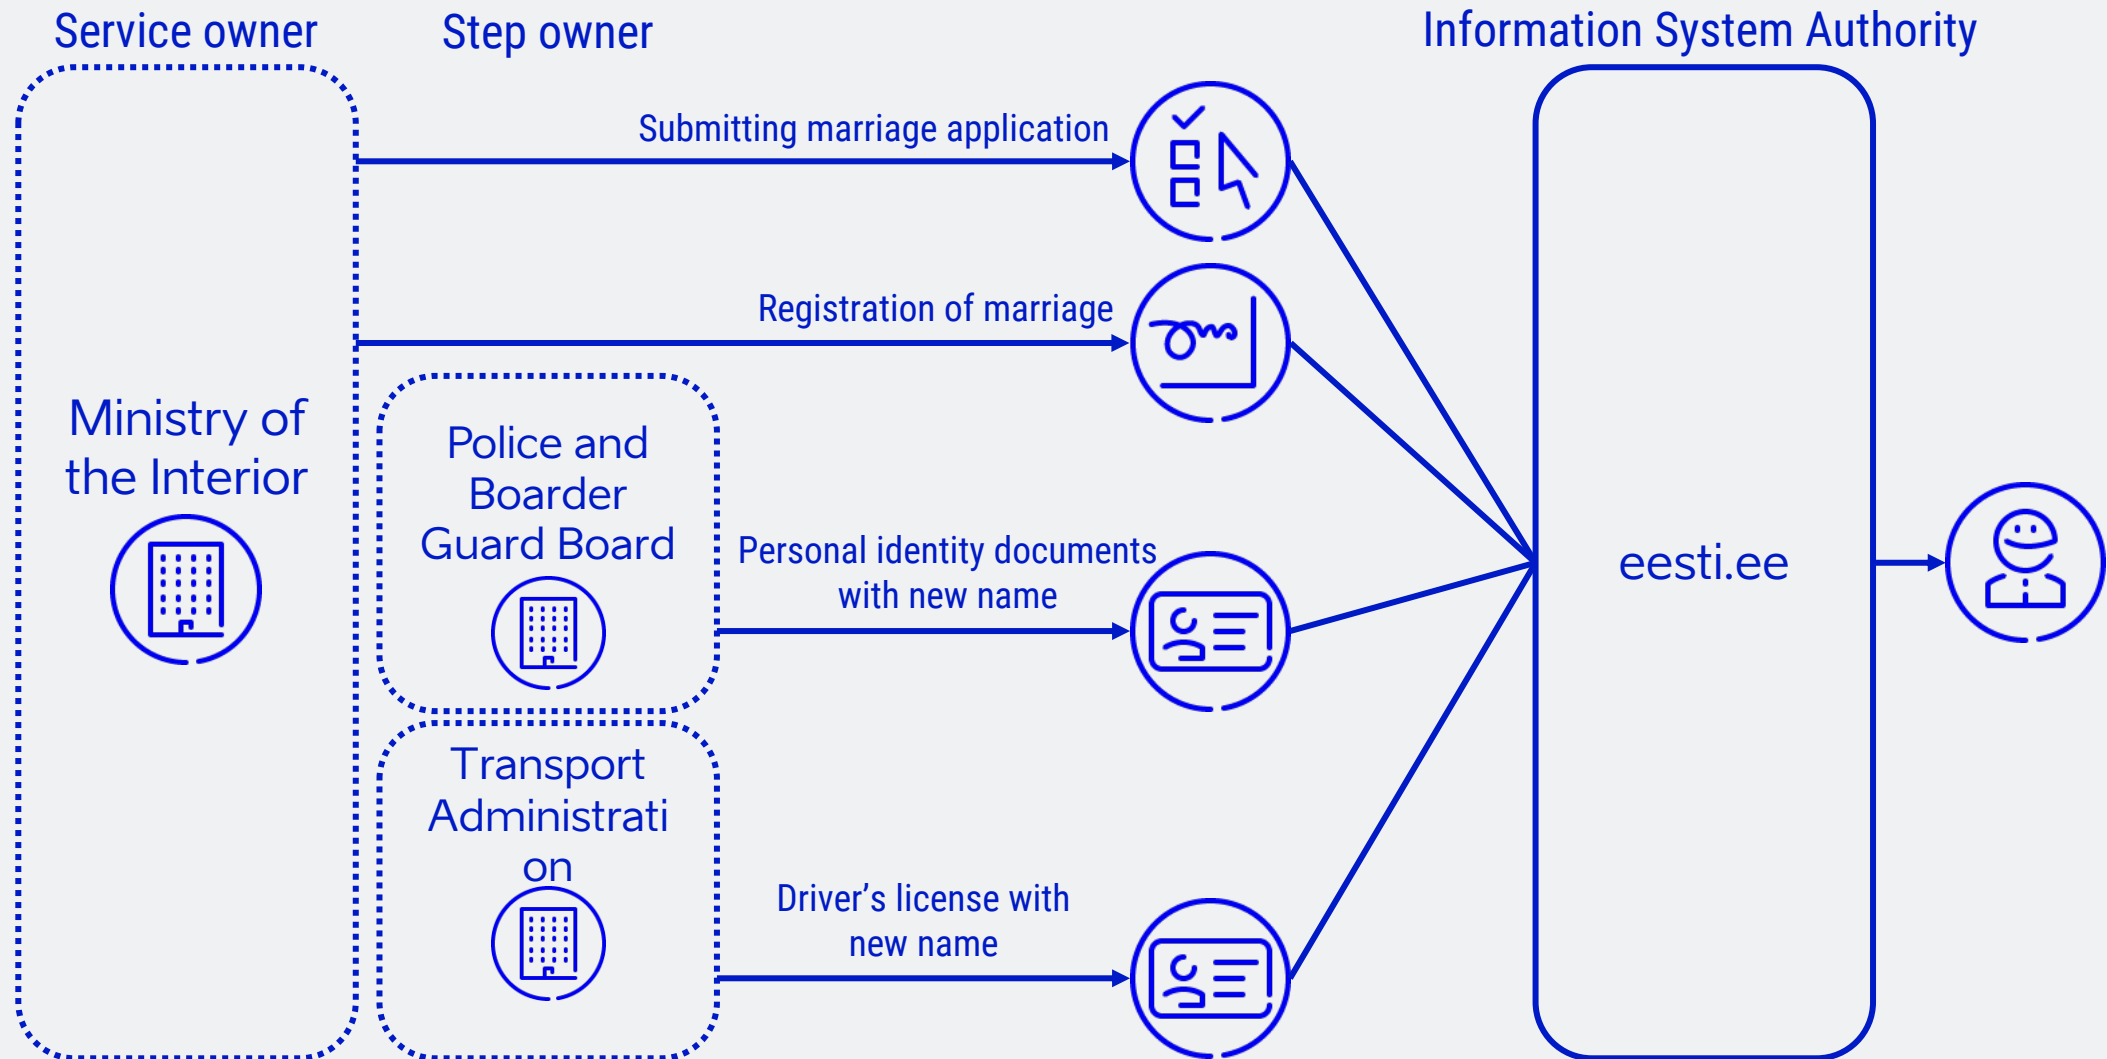 Service owner
Step owner
Information System Authority
Submitting marriage application
Registration of marriage
Ministry of
the Interior
Police and
Boarder
Guard Board
Personal identity documents
with new name
eesti.ee
Transport
Administrati
on
Driver’s license with
new name